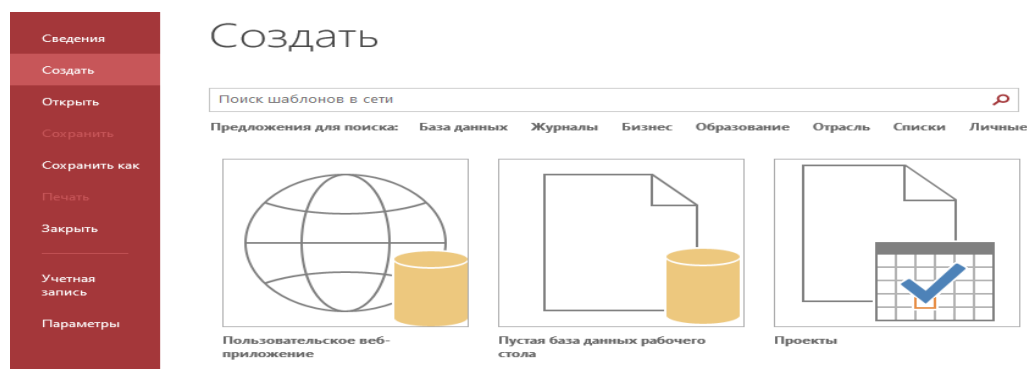 Сведения
Создать
Открыть
Сохранить
Сохранить как
Печать
Закрыть
Учетная
запись
Параметры
Создать
Поиск шаблонов в сети
Предложения для поиска: База данных Журналы Бизнес Образование Отрасль Списки Личные
Пользовательское веб-
приложение
Пустая база данных рабочего
стола
Проекты